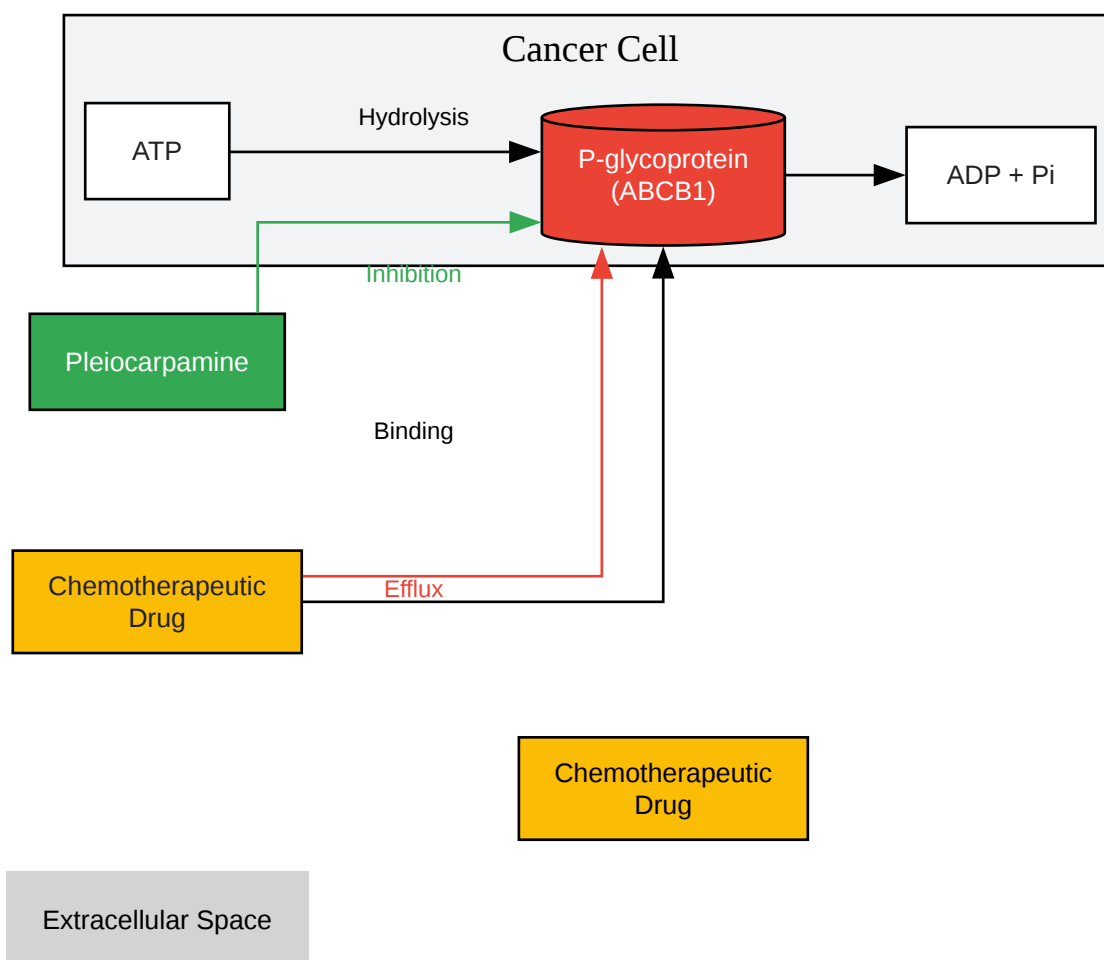 Cancer Cell
ATP
Hydrolysis
P-glycoprotein
(ABCB1)
ADP + Pi
Inhibition
Pleiocarpamine
Binding
Chemotherapeutic
Drug
Efflux
Chemotherapeutic
Drug
Extracellular Space